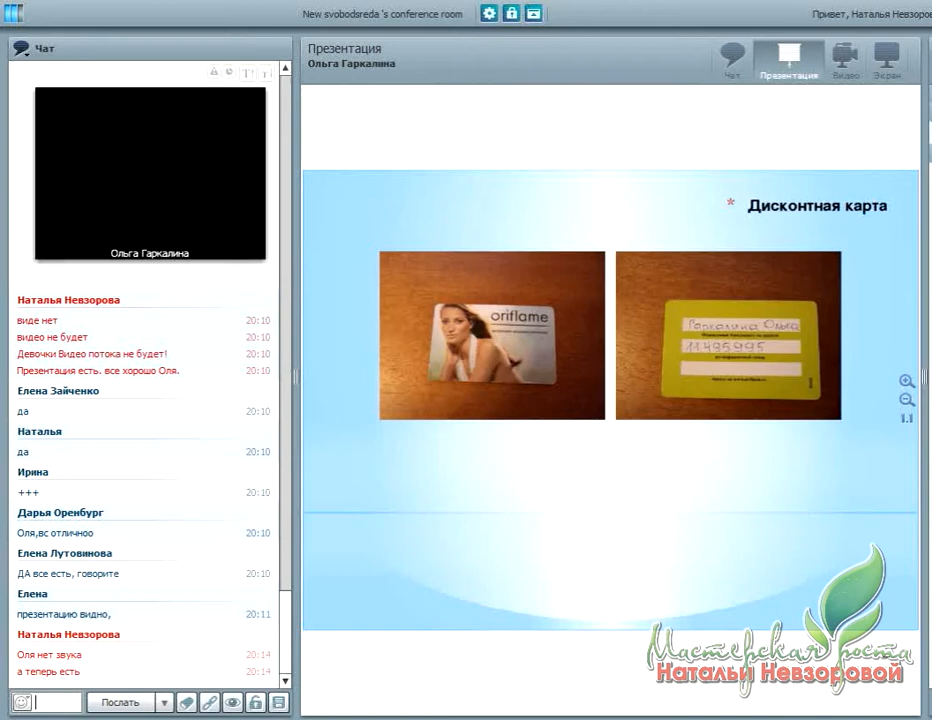 New svobodsreda 's conference room
Привет, Наталья Невзоров
Чат
Ольга Гаркалина
Наталья Невзорова
виде нет 20:10
видео не будет 20:10
Девочки Видео потока не будет! 20:10
Презентация есть. все хорошо Оля. 20:10
Елена Зайченко
да 20:10
Наталья
да 20:10
Ирина
+++ 20:10
Дарья Оренбург
Оля,вс отличноо 20:10
Елена Лутовинова
ДА все есть, говорите 20:10
Елена
презентацию видно, 20:11
Наталья Невзорова
Оля нет звука 20:14
а теперь есть 20:14
Послать
Презентация
Ольга Гаркалина
Чат
Презентация
Видео
Экран
* Дисконтная карта
oriflame
Гаркалина Ольга
11495995
1.1
Мастерская роста
Натальи Невзоровой